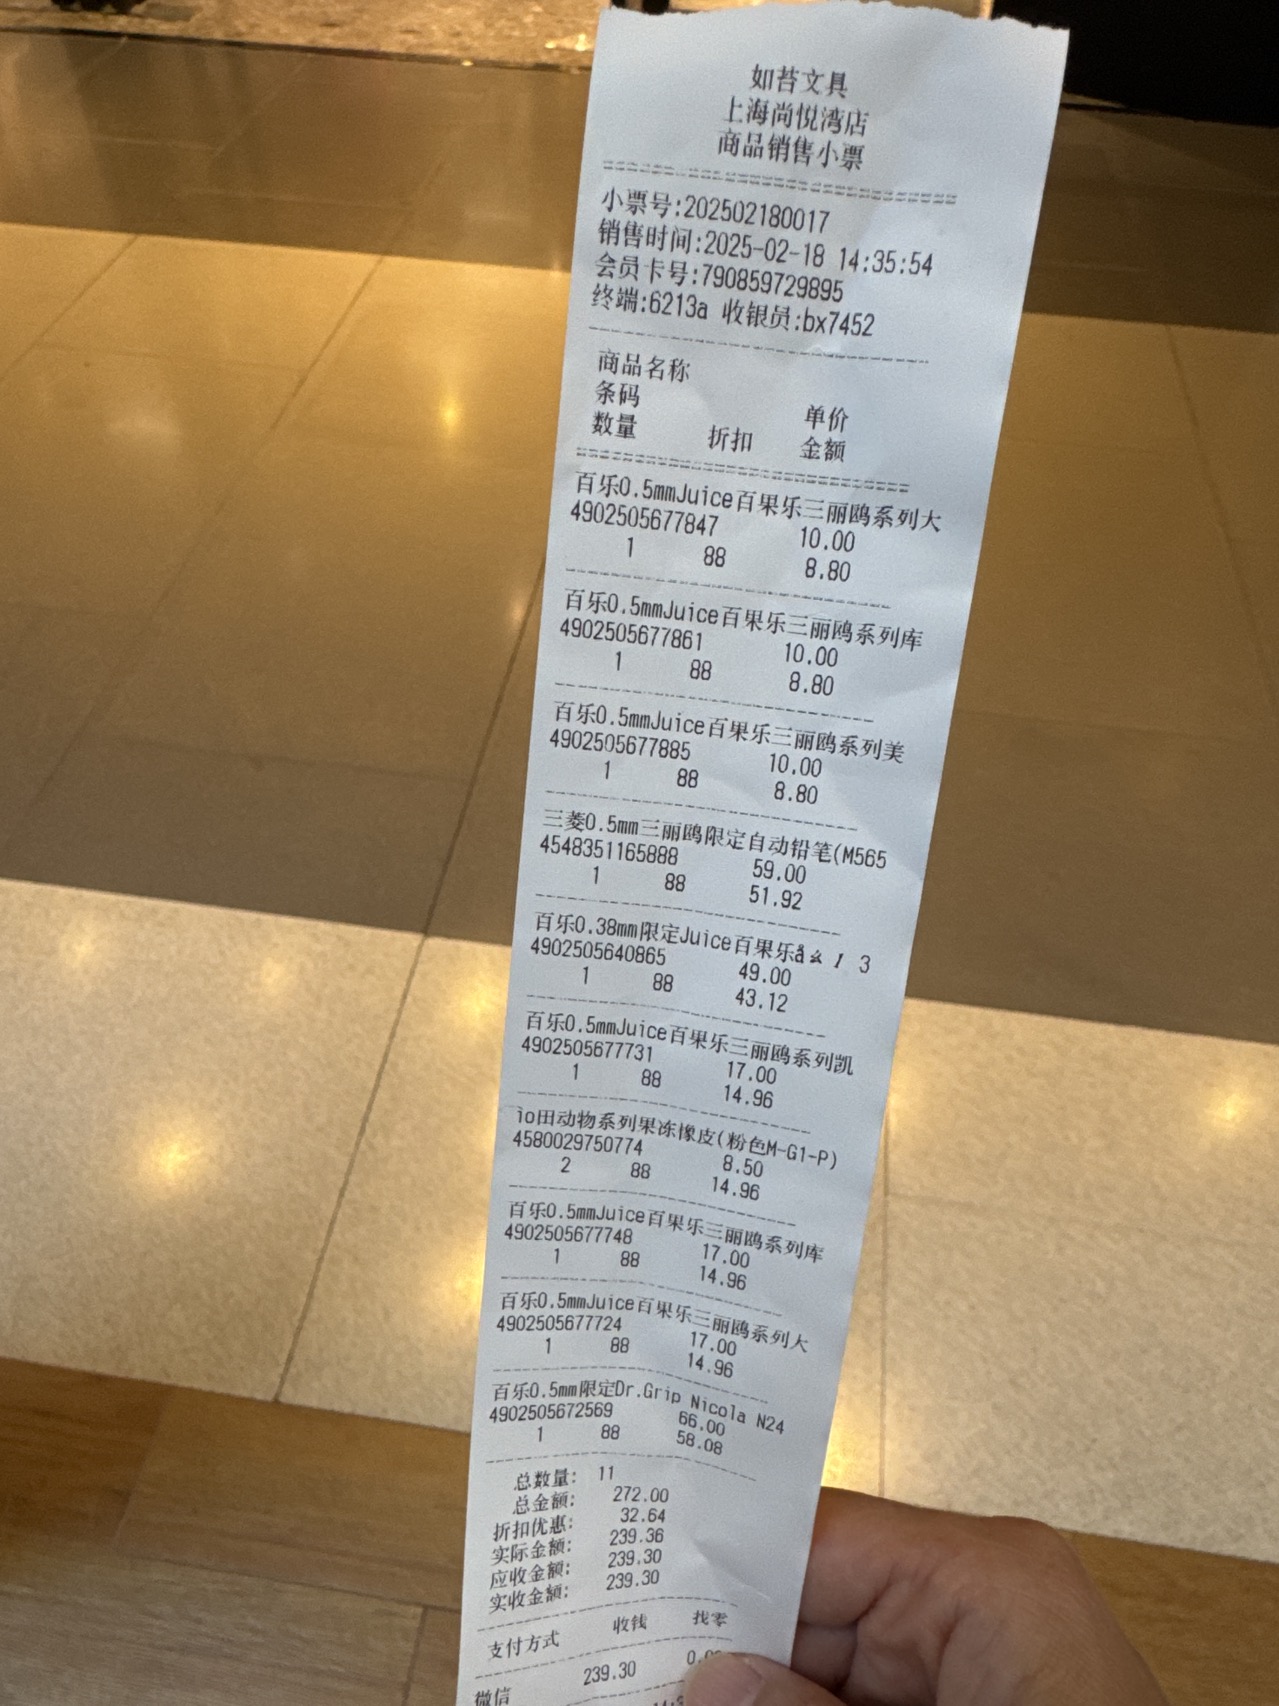 如苔文具
上海尚悦湾店
商品销售小票
小票号:202502180017
销售时间:2025-02-18 14:35:54
会员卡号:790859729895
终端:6213a 收银员:bx7452
商品名称
条码 单价
数量 折扣 金额
百乐0.5mmJuice百果乐三丽鸥系列大
4902505677847 10.00
1 88 8.80
百乐0.5mmJuice百果乐三丽鸥系列库
4902505677861 10.00
1 88 8.80
百乐0.5mmJuice百果乐三丽鸥系列美
4902505677885 10.00
1 88 8.80
三菱0.5mm三丽鸥限定自动铅笔(M565
4548351165888 59.00
1 88 51.92
百乐0.38mm限定Juice百果乐å 3
4902505640865 49.00
1 88 43.12
百乐0.5mmJuice百果乐三丽鸥系列凯
4902505677731 17.00
1 88 14.96
io田动物系列果冻橡皮(粉色M-G1-P)
4580029750774 8.50
2 88 14.96
百乐0.5mmJuice百果乐三丽鸥系列库
4902505677748 17.00
1 88 14.96
百乐0.5mmJuice百果乐三丽鸥系列大
4902505677724 17.00
1 88 14.96
百乐0.5mm限定Dr.Grip Nicola N24
4902505672569 66.00
1 88 58.08
总数量: 11
总金额: 272.00
折扣优惠: 32.64
实际金额: 239.36
应收金额: 239.30
实收金额: 239.30
支付方式 收钱 找零
微信 239.30